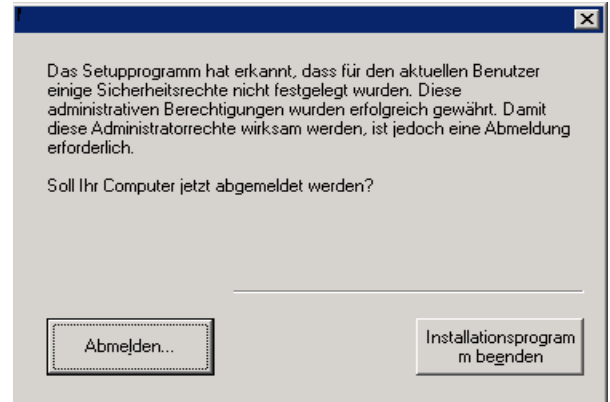 Das Setupprogramm hat erkannt, dass für den aktuellen Benutzer
einige Sicherheitsrechte nicht festgelegt wurden. Diese
administrativen Berechtigungen wurden erfolgreich gewährt. Damit
diese Administratorrechte wirksam werden, ist jedoch eine Abmeldung
erforderlich.
Soll Ihr Computer jetzt abgemeldet werden?
Abmelden...
Installationsprogram
m beenden